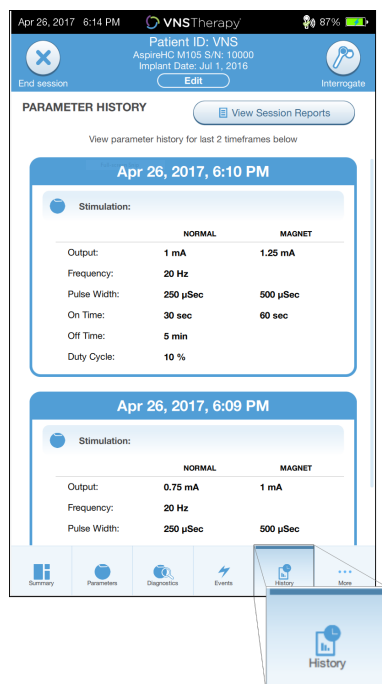 Apr 26, 2017 6:14 PM VNSTherapy® 87%
Patient ID: VNS
AspireHC M105 S/N: 10000
Implant Date: Jul 1, 2016
End session Edit Interrogate
PARAMETER HISTORY View Session Reports
View parameter history for last 2 timeframes below
Apr 26, 2017, 6:10 PM
Stimulation:
NORMAL MAGNET
Output: 1 mA 1.25 mA
Frequency: 20 Hz
Pulse Width: 250 µSec 500 µSec
On Time: 30 sec 60 sec
Off Time: 5 min
Duty Cycle: 10 %
Apr 26, 2017, 6:09 PM
Stimulation:
NORMAL MAGNET
Output: 0.75 mA 1 mA
Frequency: 20 Hz
Pulse Width: 250 µSec 500 µSec
Summary Parameters Diagnostics Events History More
History